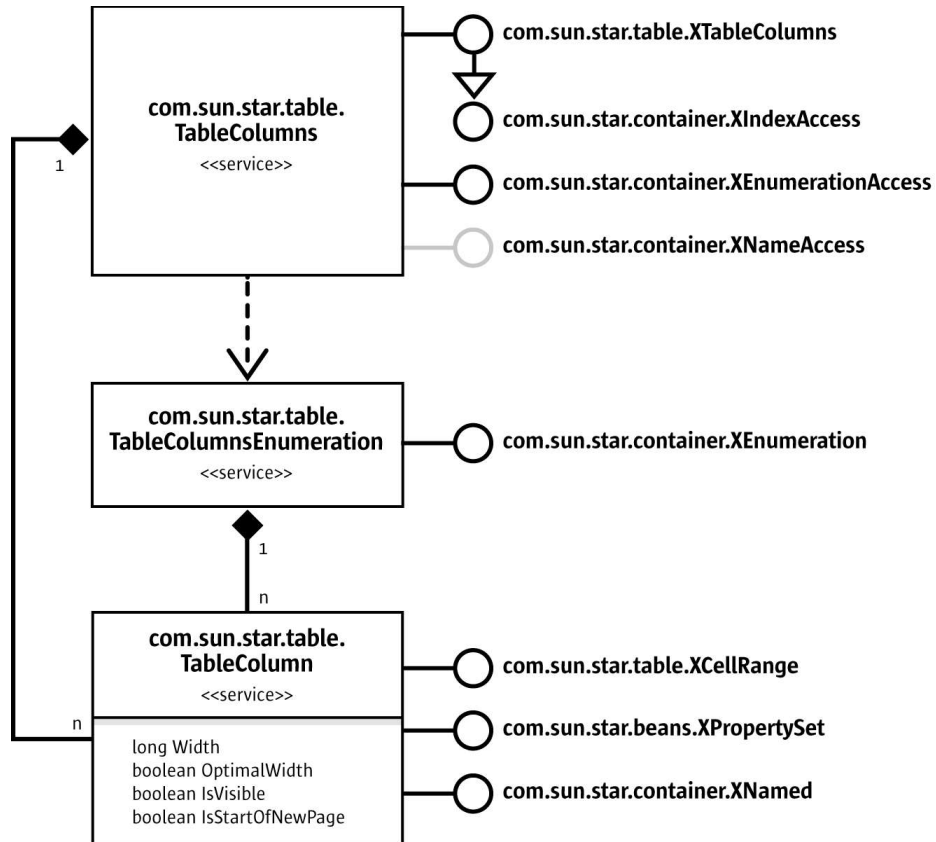 com.sun.star.table.XTableColumns
com.sun.star.table.
TableColumns
<<service>>
com.sun.star.container.XIndexAccess
1
com.sun.star.container.XEnumerationAccess
com.sun.star.container.XNameAccess
com.sun.star.table.
TableColumnsEnumeration
<<service>>
com.sun.star.container.XEnumeration
1
n
com.sun.star.table.
TableColumn
<<service>>
com.sun.star.table.XCellRange
n
com.sun.star.beans.XPropertySet
long Width
boolean OptimalWidth
boolean IsVisible
boolean IsStartOfNewPage
com.sun.star.container.XNamed